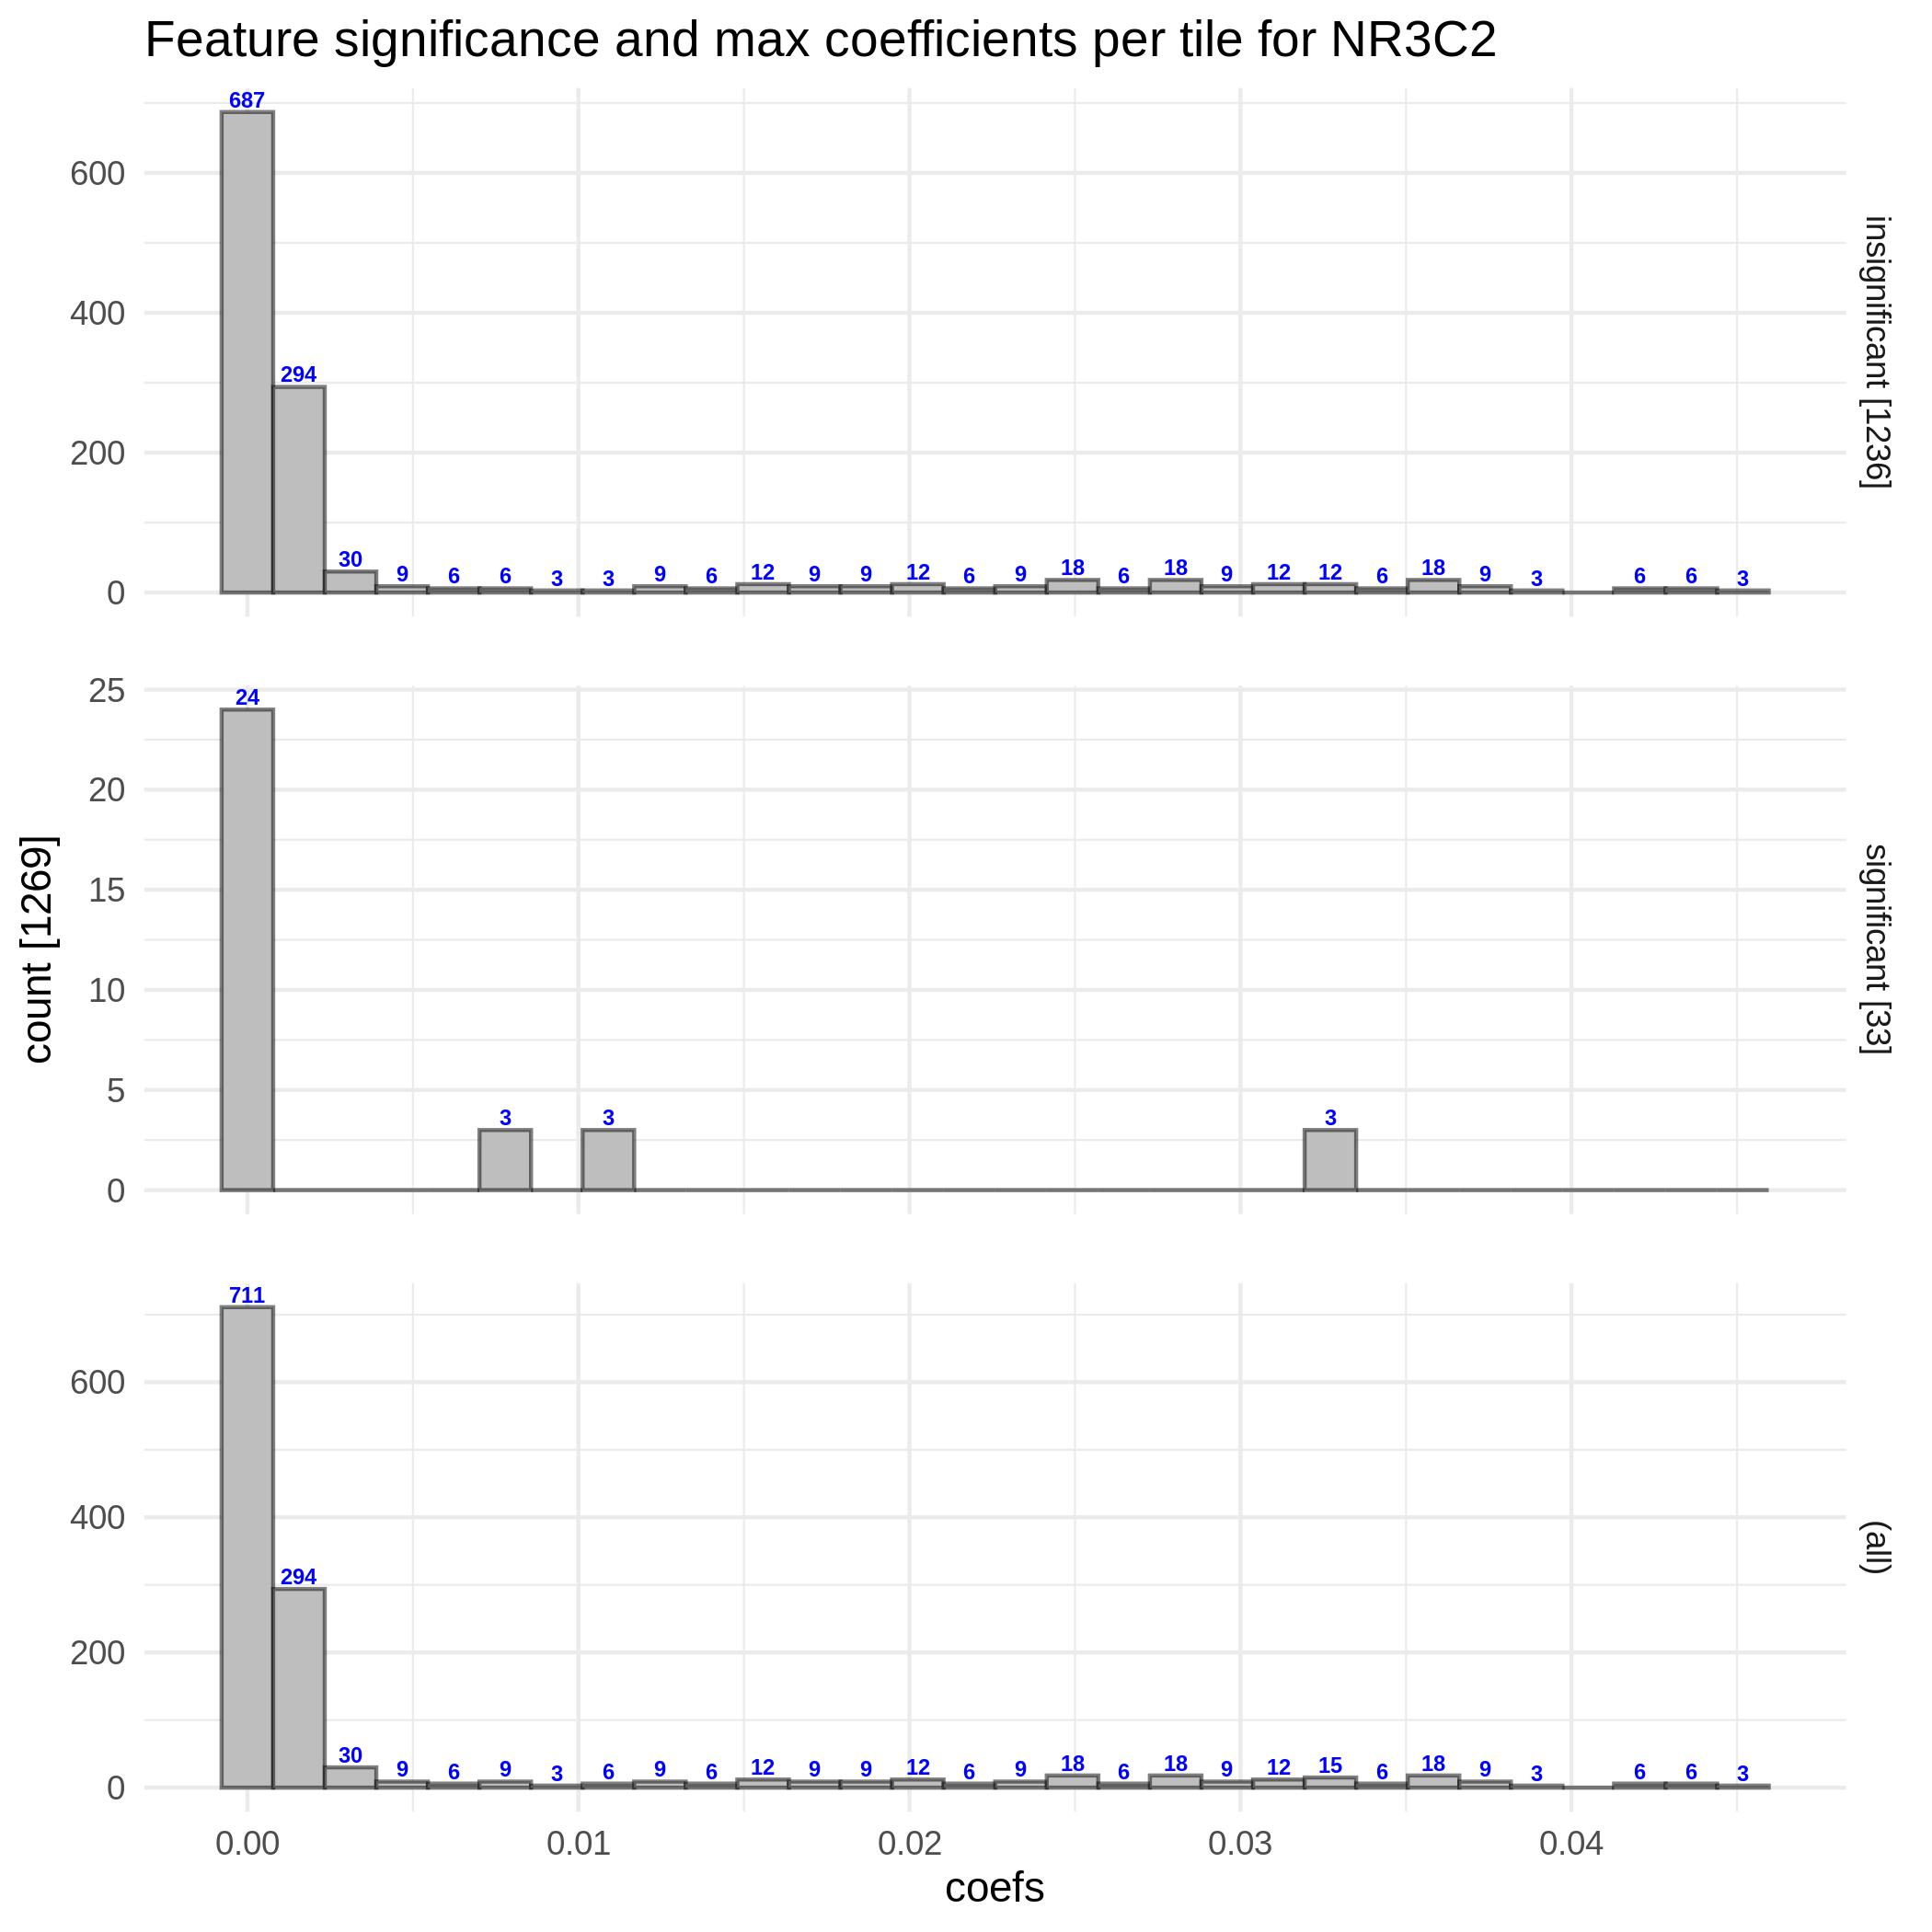 Feature significance and max coefficients per tile for NR3C2
687
294
30 9 6 6 3 3 9 6 12 9 9 12 6 9 18 6 18 9 12 12 6 18 9 3 6 6 3
600
400
200
0
insignificant [1236]
24
3 3 3
25
20
15
10
5
0
significant [33]
count [1269]
711
294
30 9 6 9 3 6 9 6 12 9 9 12 6 9 18 6 18 9 12 15 6 18 9 3 6 6 3
600
400
200
0
(all)
0.00 0.01 0.02 0.03 0.04
coefs